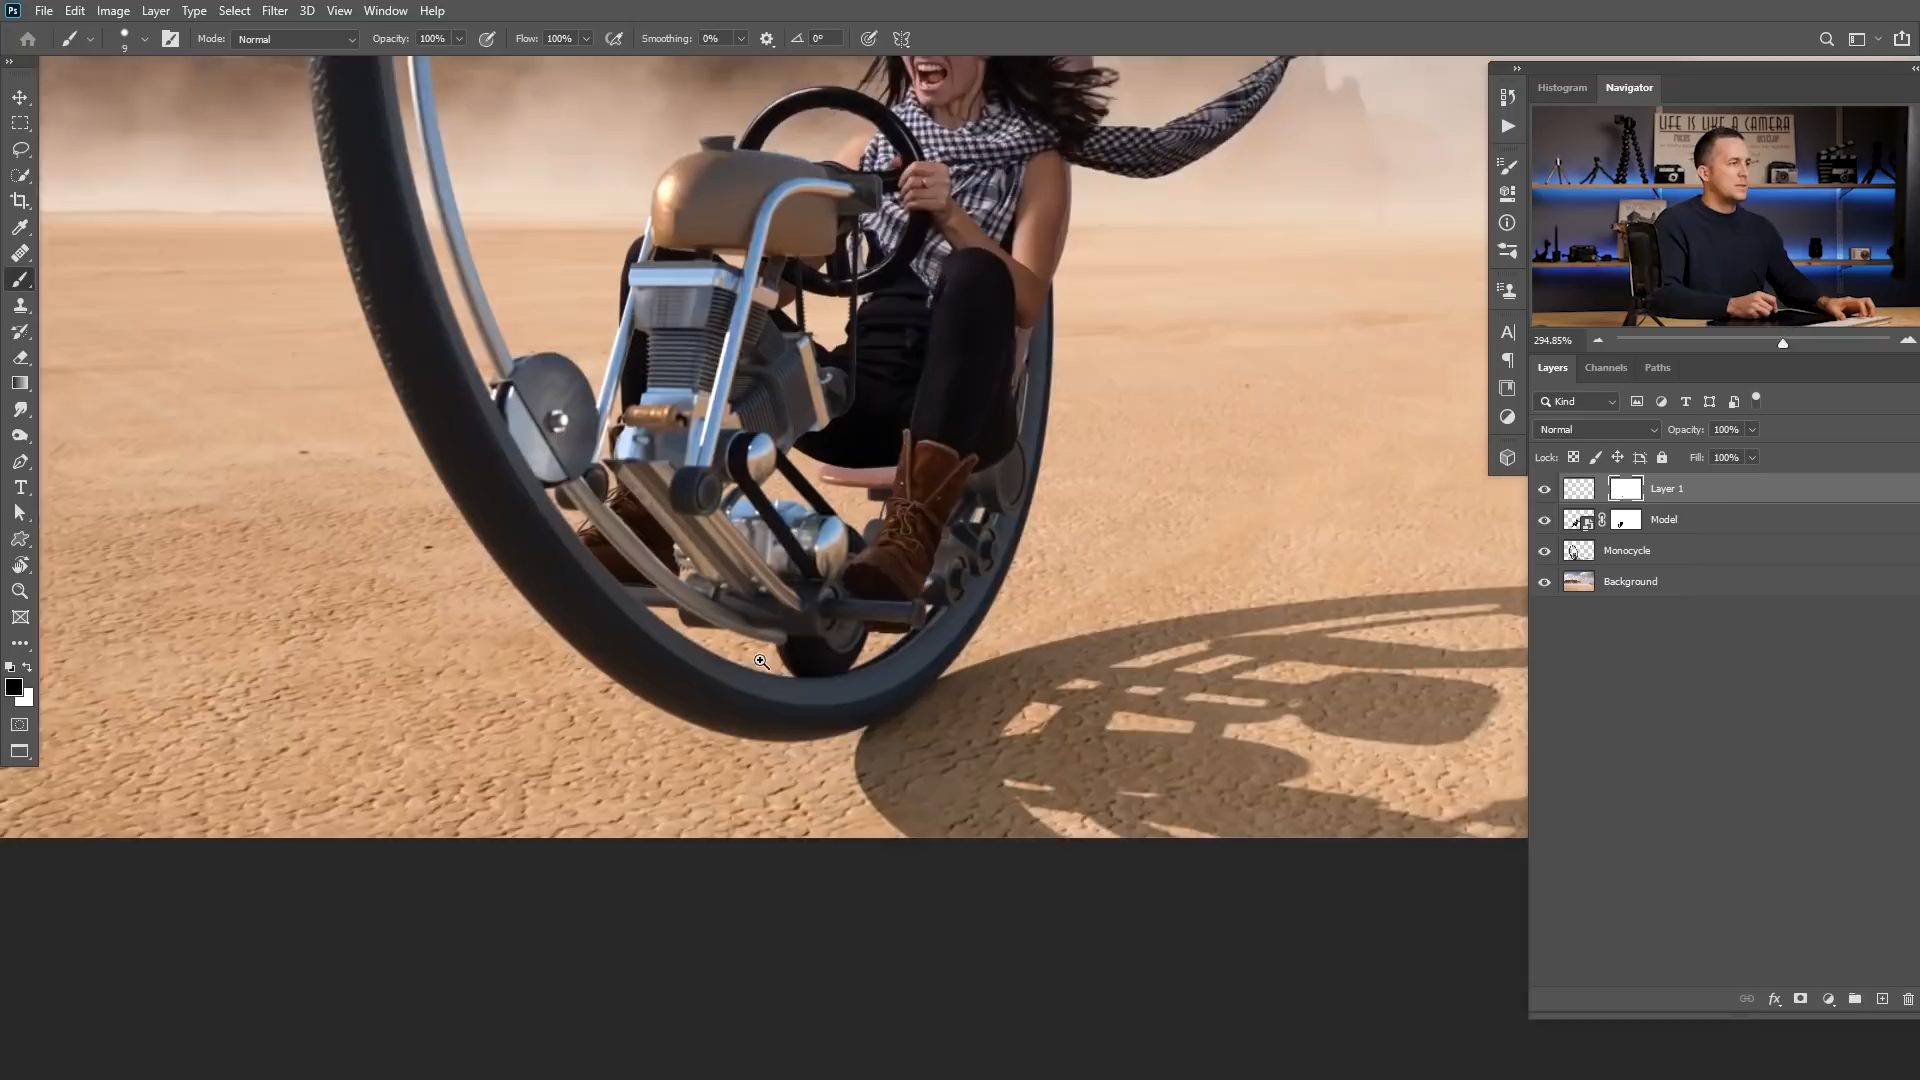 Ps File Edit Image Layer Type Select Filter 3D View Window Help
9 Mode: Normal Opacity: 100% Flow: 100% Smoothing: 0% 0°
Histogram Navigator
LIFE IS LIKE A CAMERA
294.85%
Layers Channels Paths
Kind
Normal Opacity: 100%
Lock: Fill: 100%
Layer 1
Model
Monocycle
Background